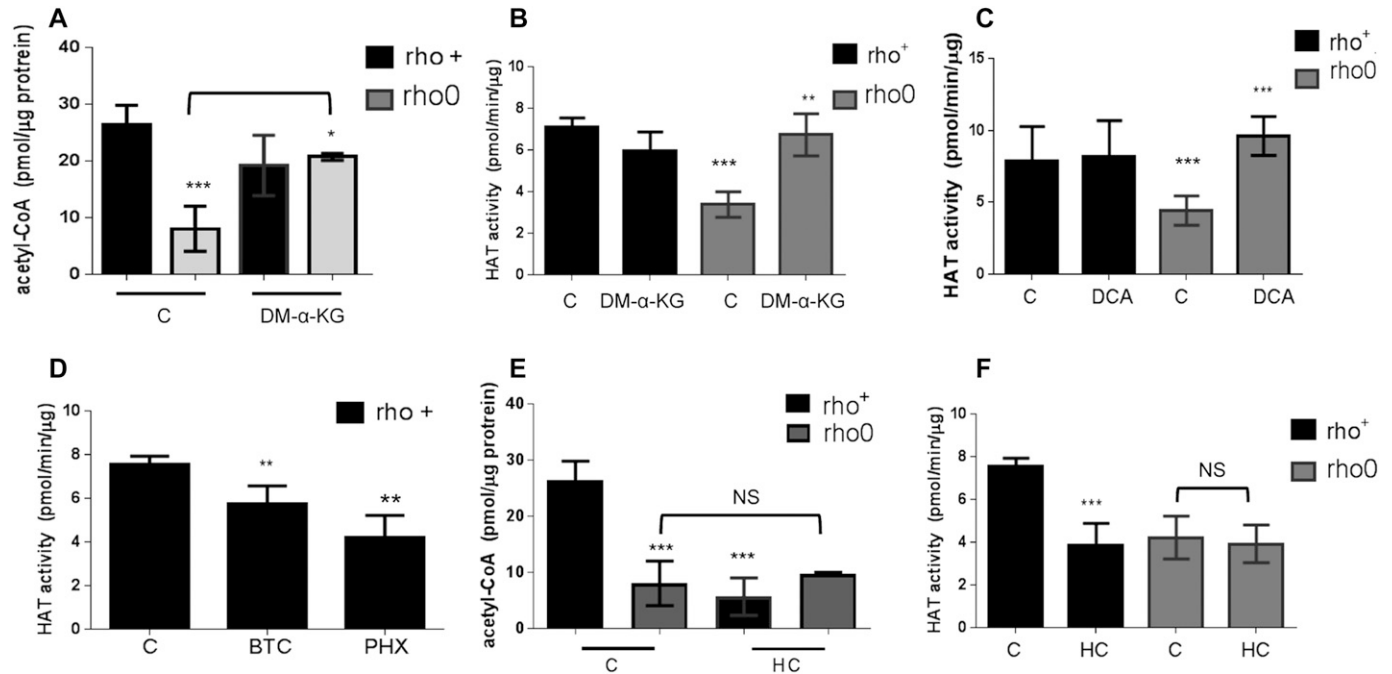 A
acetyl-CoA (pmol/µg protrein)
40
30
20
10
0
***
*
C
DM-α-KG
rho +
rho0
B
HAT activity (pmol/min/µg)
10
8
6
4
2
0
***
**
C DM-α-KG C DM-α-KG
rho+
rho0
C
HAT activity (pmol/min/µg)
15
10
5
0
***
***
C DCA C DCA
rho+.
rho0
D
HAT activity (pmol/min/µg)
10
8
6
4
2
0
**
**
C BTC PHX
rho +
E
acetyl-CoA (pmol/µg protrein)
40
30
20
10
0
NS
***
***
C
HC
rho+
rho0
F
HAT activity (pmol/min/µg)
10
8
6
4
2
0
***
NS
C HC C HC
rho+
rho0